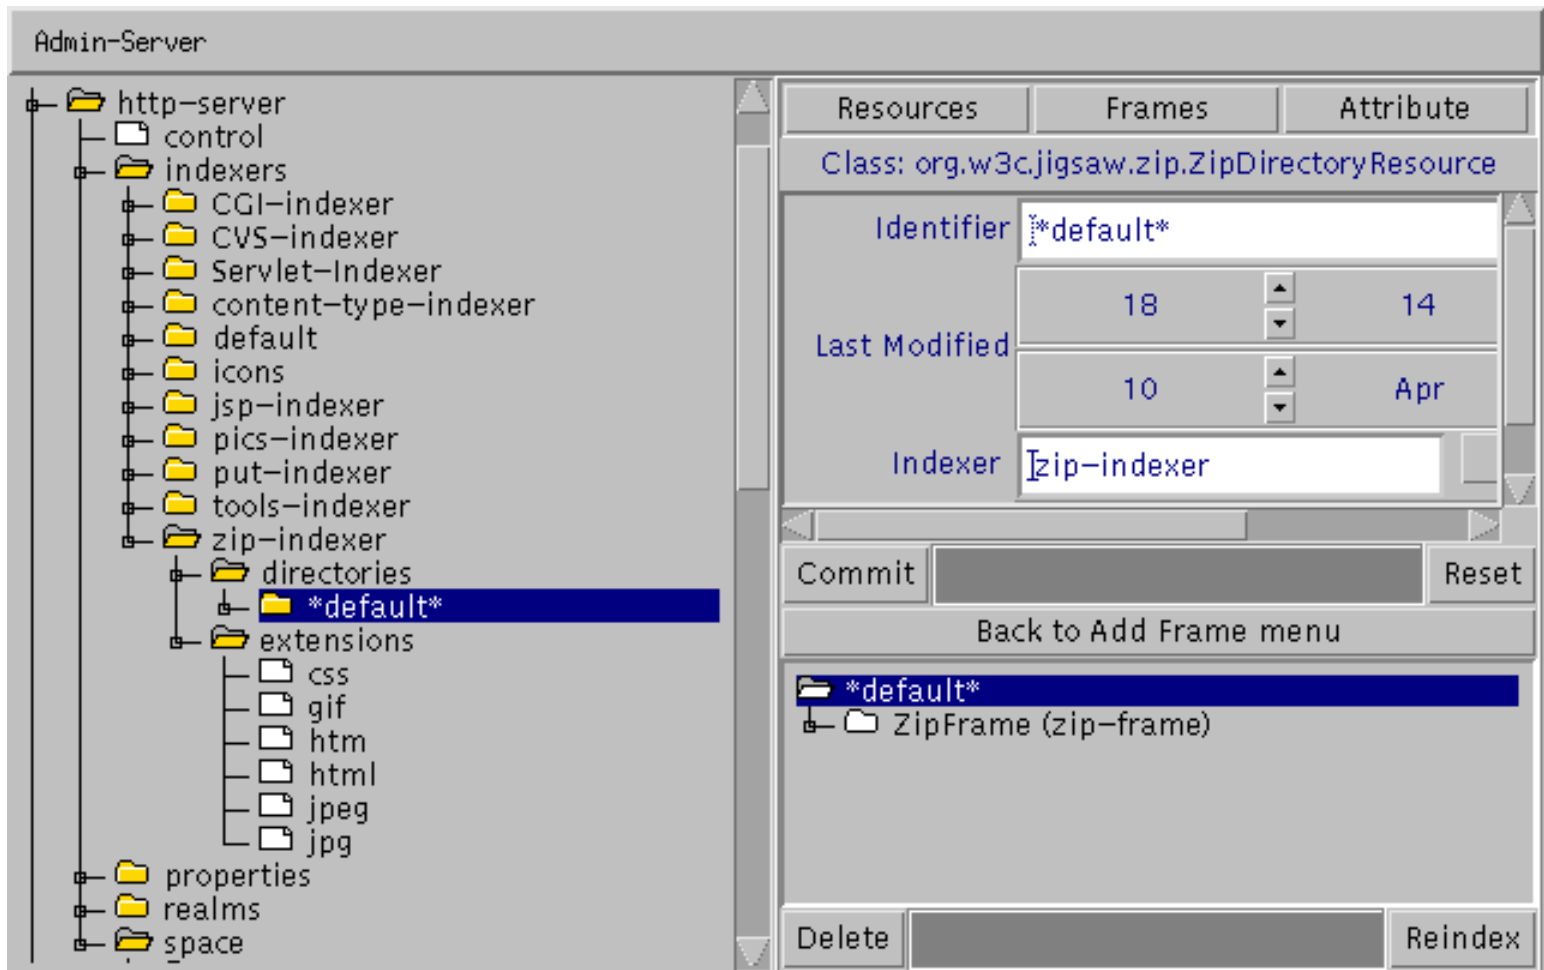 Admin-Server
http-server
control
indexers
CGI-indexer
CVS-indexer
Servlet-Indexer
content-type-indexer
default
icons
jsp-indexer
pics-indexer
put-indexer
tools-indexer
zip-indexer
directories
*default*
extensions
css
gif
htm
html
jpeg
jpg
properties
realms
space
Resources Frames Attribute
Class: org.w3c.jigsaw.zip.ZipDirectoryResource
Identifier *default*
18 14
Last Modified
10 Apr
Indexer zip-indexer
Commit Reset
Back to Add Frame menu
*default*
ZipFrame (zip-frame)
Delete Reindex